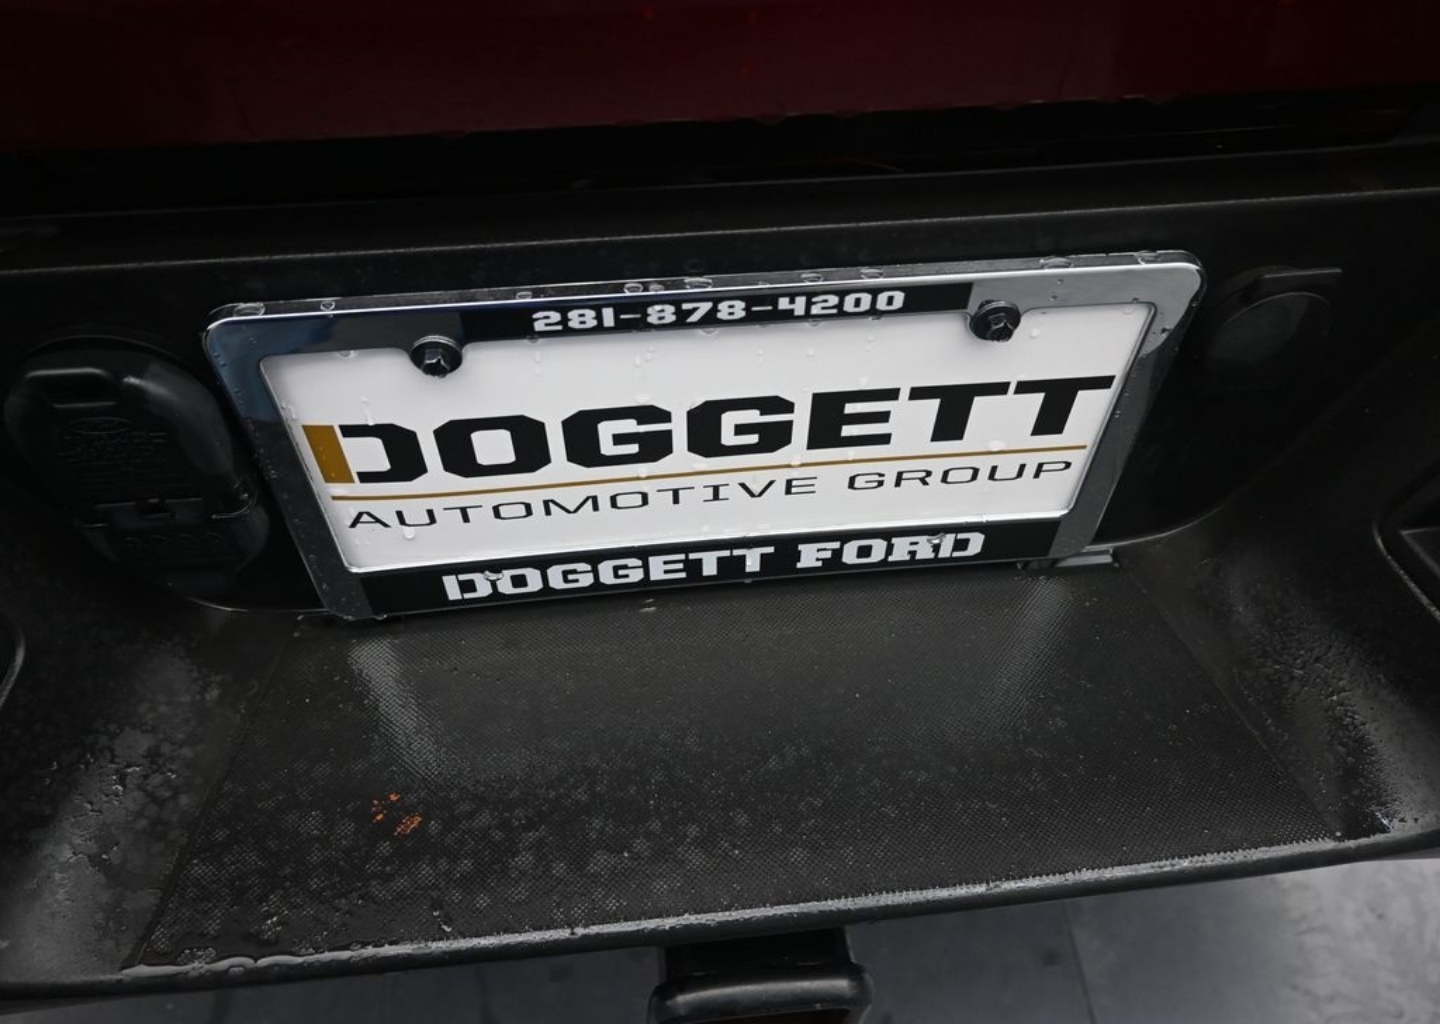 281-878-4200
DOGGETT
AUTOMOTIVE GROUP
DOGGETT FORD